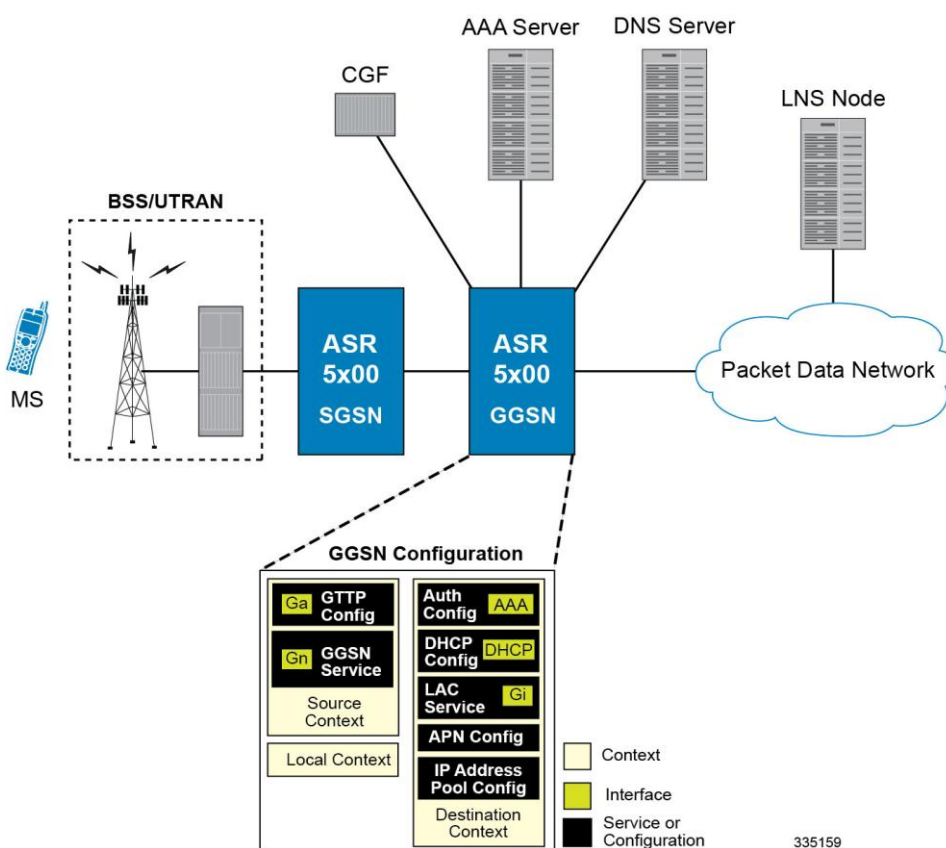 AAA Server
DNS Server
CGF
LNS Node
BSS/UTRAN
MS
ASR
5x00
SGSN
ASR
5x00
GGSN
Packet Data Network
GGSN Configuration
Ga
GTTP
Config
Gn
GGSN
Service
Source
Context
Local Context
Auth
Config
AAA
DHCP
Config
DHCP
LAC
Service
Gi
APN Config
IP Address
Pool Config
Destination
Context
Context
Interface
Service or
Configuration
335159